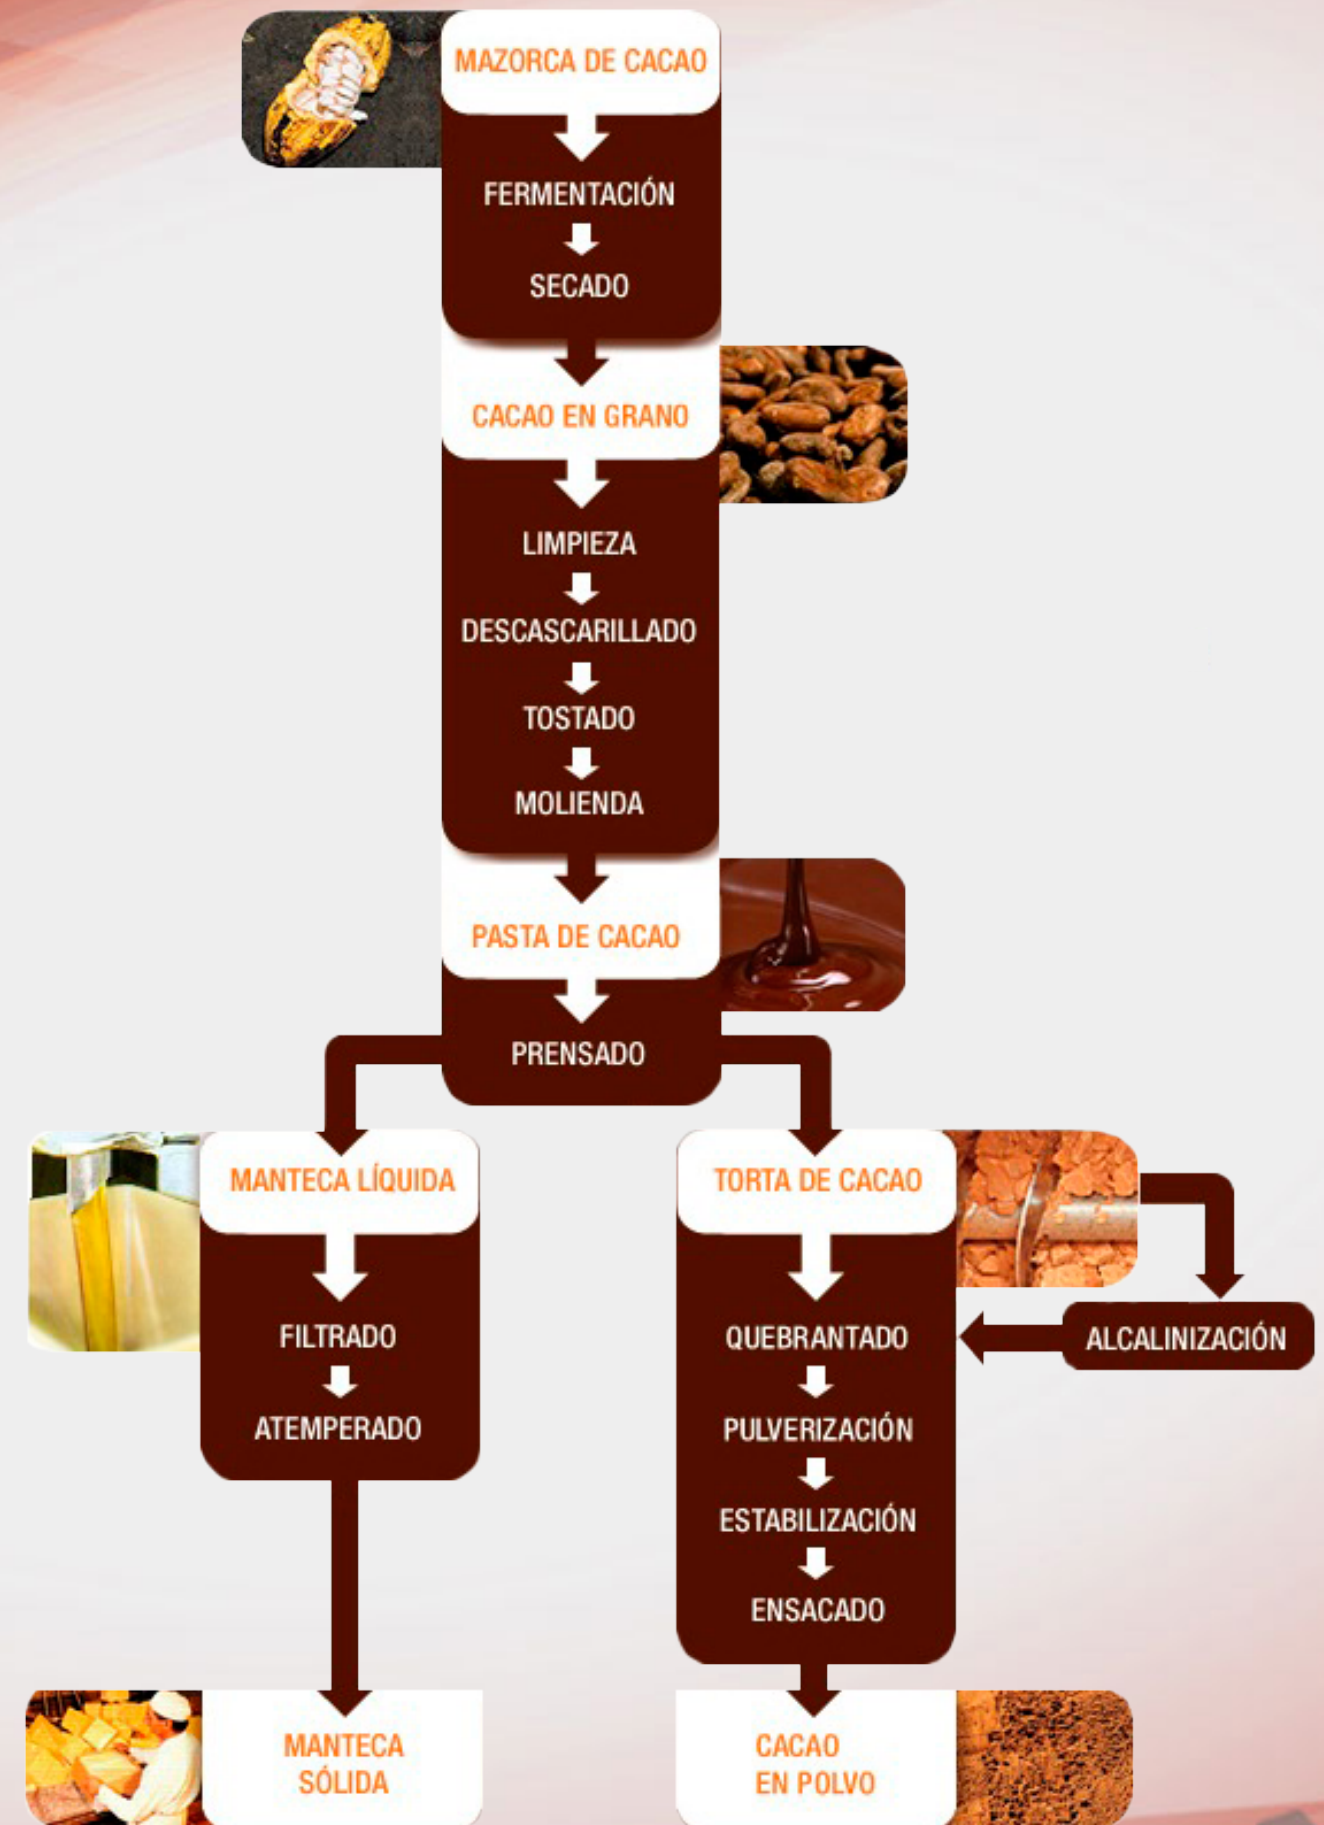 MAZORCA DE CACAO
FERMENTACIÓN
SECADO
CACAO EN GRANO
LIMPIEZA
DESCASCARILLADO
TOSTADO
MOLIENDA
PASTA DE CACAO
PRENSADO
MANTECA LÍQUIDA
FILTRADO
ATEMPERADO
MANTECA
SÓLIDA
TORTA DE CACAO
ALCALINIZACIÓN
QUEBRANTADO
PULVERIZACIÓN
ESTABILIZACIÓN
ENSACADO
CACAO
EN POLVO